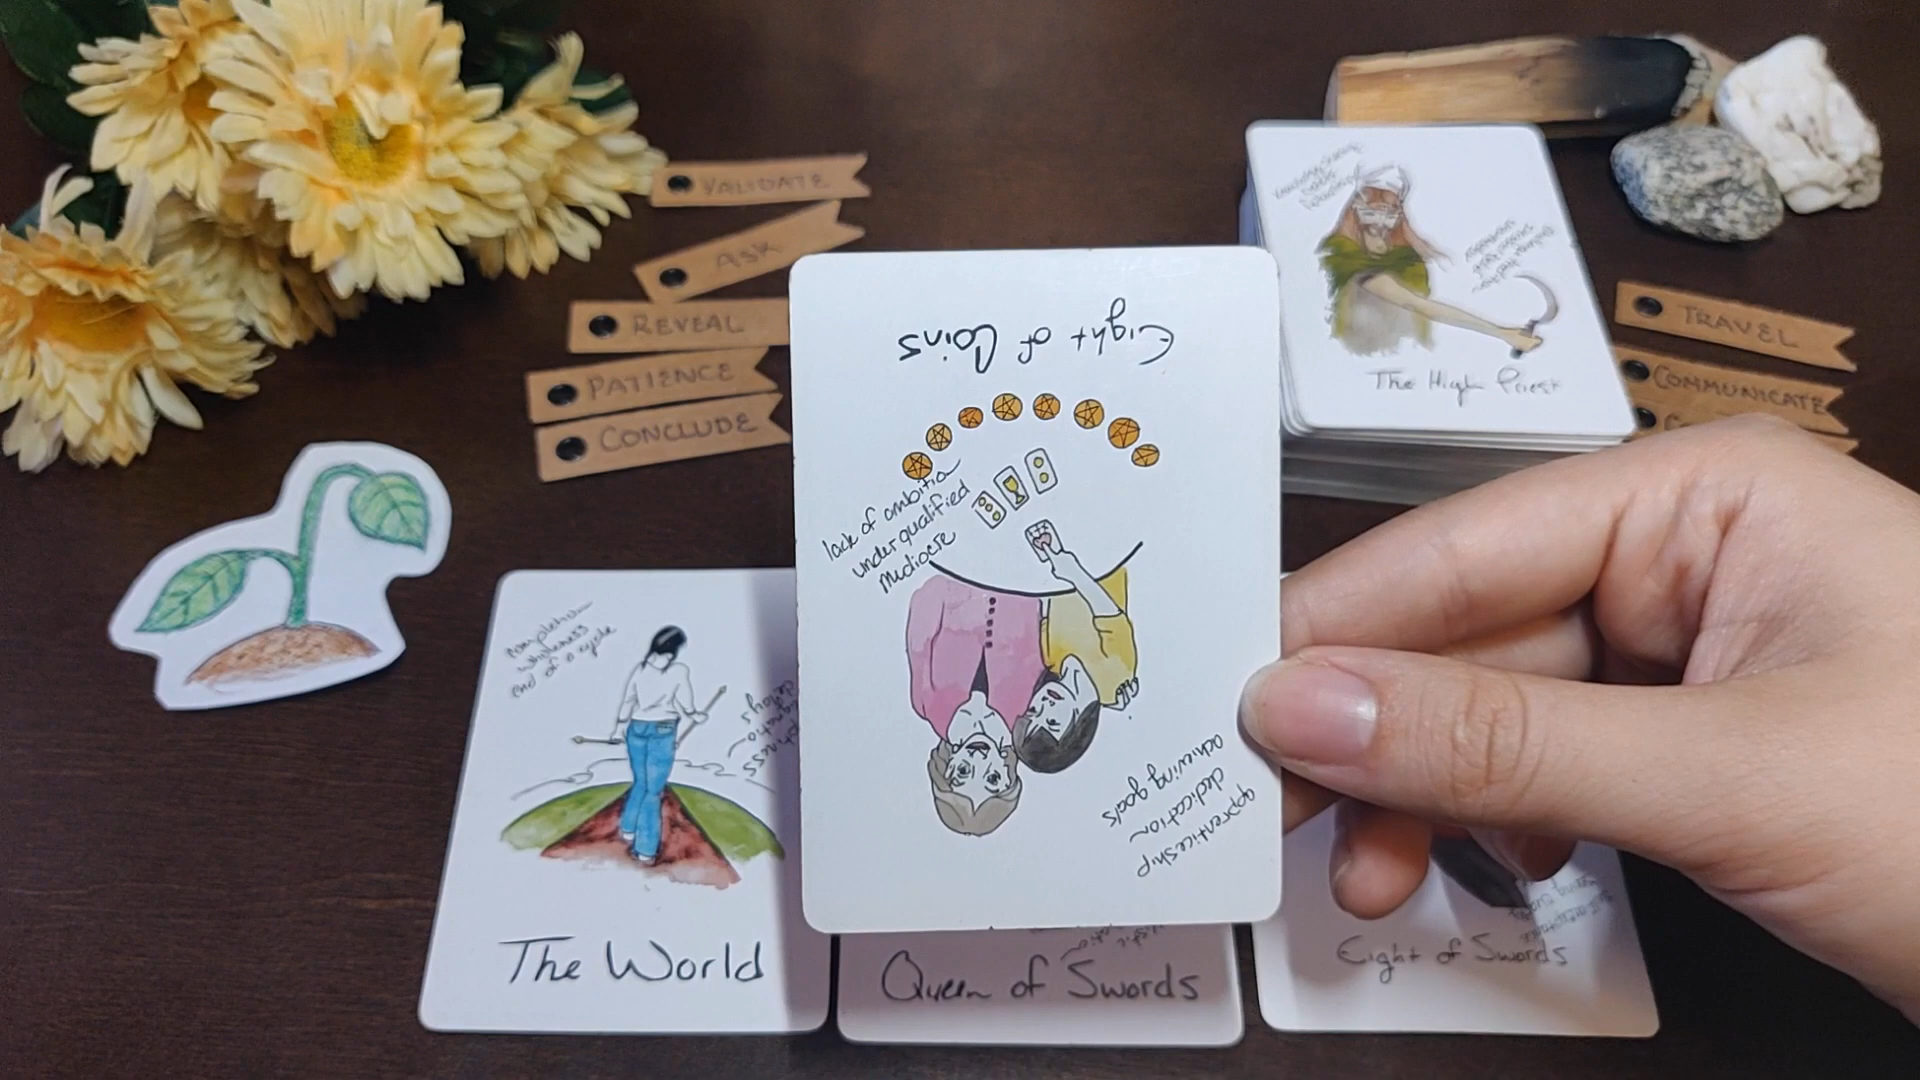 VALIDATE
ASK
REVEAL
PATIENCE
CONCLUDE
TRAVEL
COMMUNICATE
The High Priest
Eight of Coins
lack of ambition
underqualified
mediocre
achieving goals
dedication
apprenticeship
completion
wholeness
end of a cycle
delays
The World
Queen of Swords
Eight of Swords